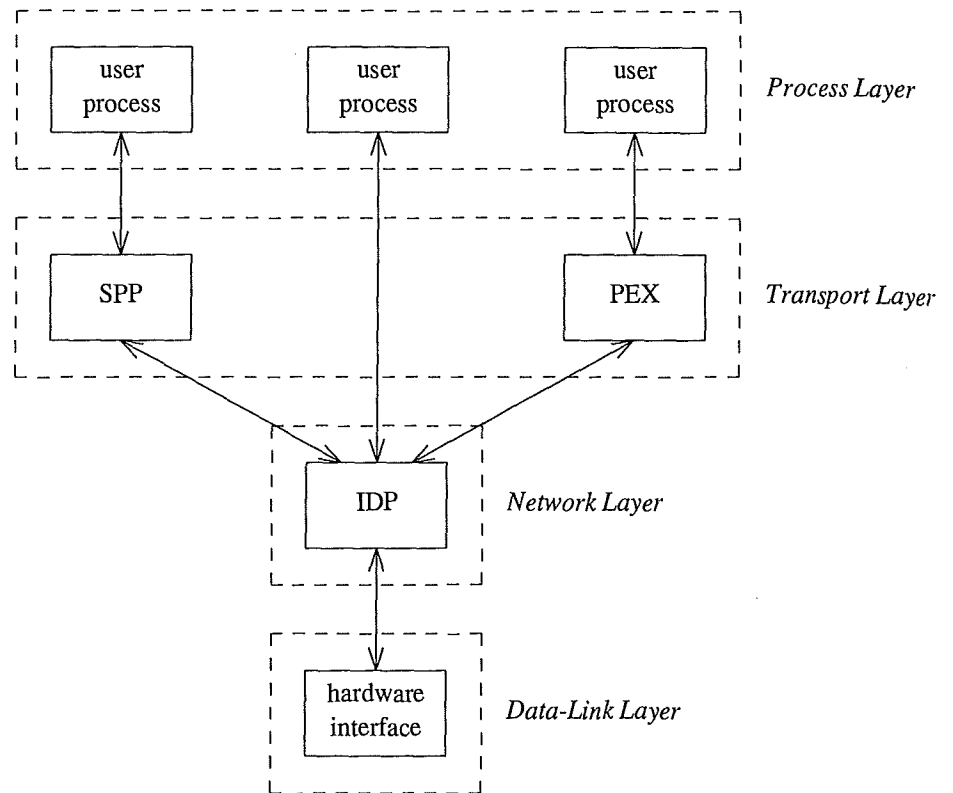 user
process
user
process
user
process
Process Layer
SPP
PEX
Transport Layer
IDP
Network Layer
hardware
interface
Data-Link Layer